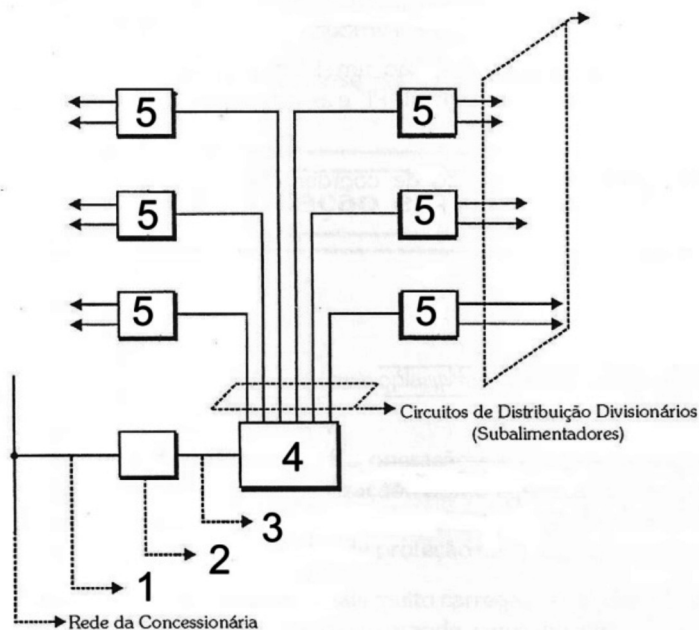 5 5
5 5
5 5
Circuitos de Distribuição Divisionários
(Subalimentadores)
4
3
2
1
Rede da Concessionária